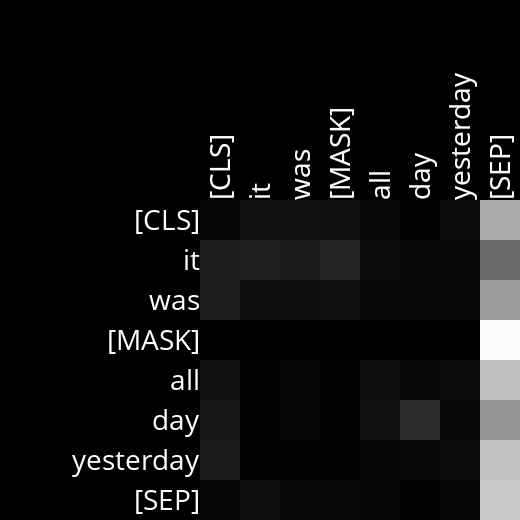 [CLS] it was [MASK] all day yesterday [SEP]
[CLS]
it
was
[MASK]
all
day
yesterday
[SEP]